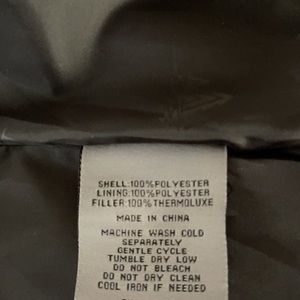 SHELL:100%POLYESTER
LINING:100%POLYESTER
FILLER:100%THERMOLUXE
MADE IN CHINA
MACHINE WASH COLD
SEPARATELY
GENTLE CYCLE
TUMBLE DRY LOW
DO NOT BLEACH
DO NOT DRY CLEAN
COOL IRON IF NEEDED